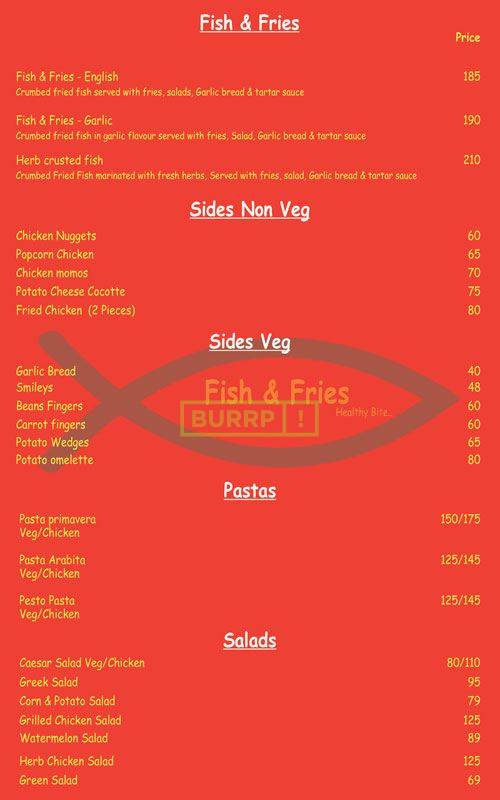 Fish & Fries
Price
Fish & Fries - English 185
Crumbed fried fish served with fries, salads, Garlic bread & tartar sauce
Fish & Fries - Garlic 190
Crumbed fried fish in garlic flavour served with fries, Salad, Garlic bread & tartar sauce
Herb crusted fish 210
Crumbed Fried Fish marinated with fresh herbs, Served with fries, salad, Garlic bread & tartar sauce
Sides Non Veg
Chicken Nuggets 60
Popcorn Chicken 65
Chicken momos 70
Potato Cheese Cocotte 75
Fried Chicken (2 Pieces) 80
Sides Veg
Garlic Bread 40
Smileys 48
Beans Fingers 60
Carrot fingers 60
Potato Wedges 65
Potato omelette 80
Fish & Fries
Healthy Bite...
BURRP!
Pastas
Pasta primavera 150/175
Veg/Chicken
Pasta Arabita 125/145
Veg/Chicken
Pesto Pasta 125/145
Veg/Chicken
Salads
Caesar Salad Veg/Chicken 80/110
Greek Salad 95
Corn & Potato Salad 79
Grilled Chicken Salad 125
Watermelon Salad 89
Herb Chicken Salad 125
Green Salad 69